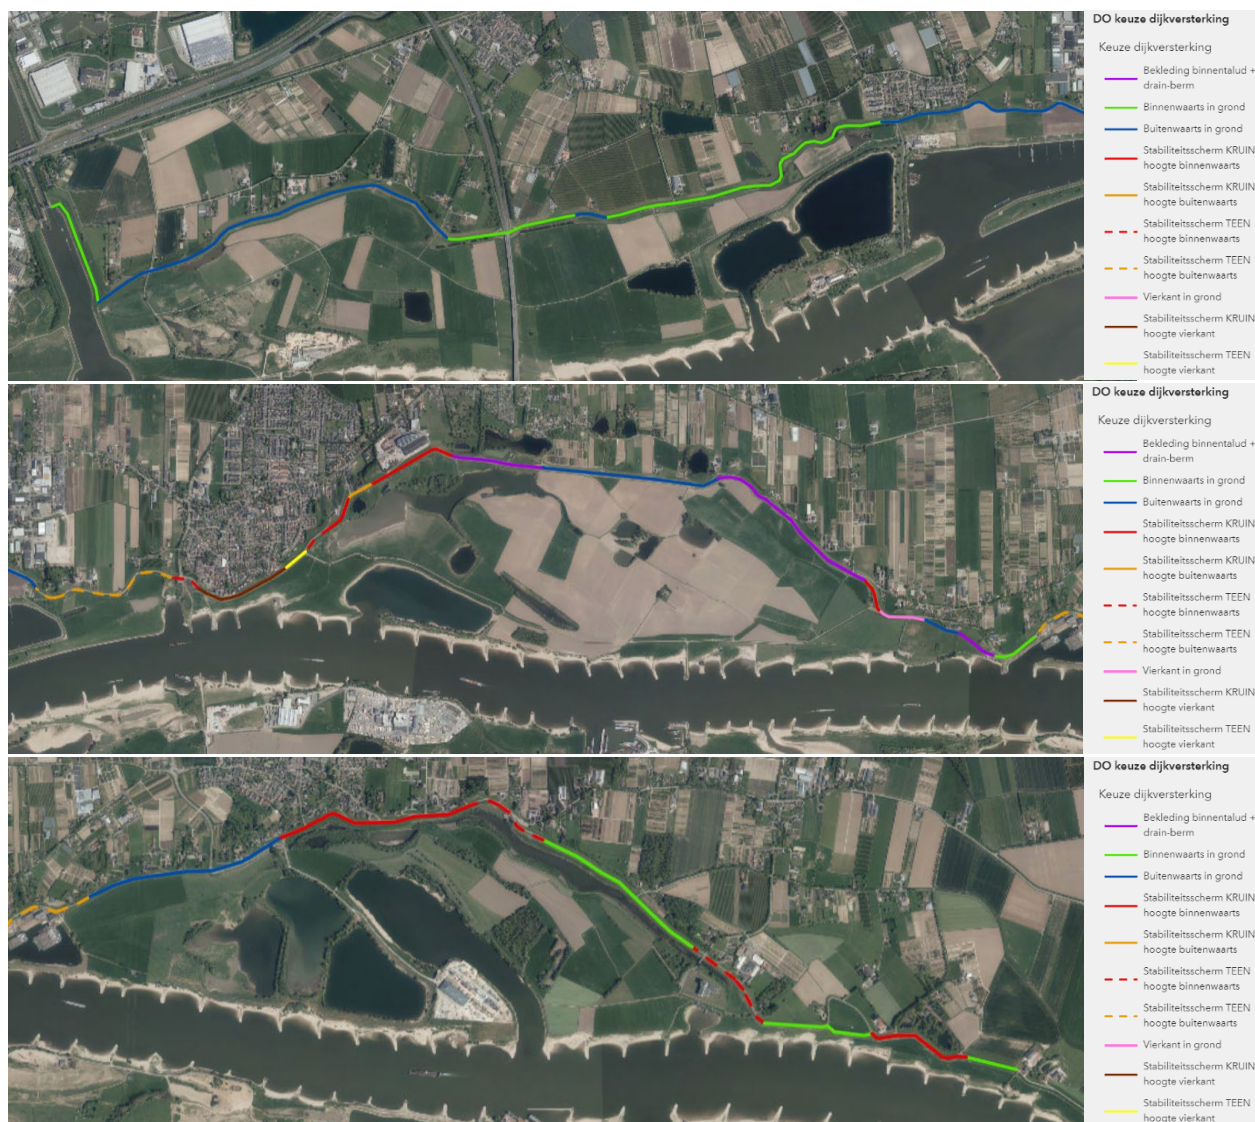 DO keuze dijkversterking
Keuze dijkversterking
Bekleding binnentalud +
drain-berm
Binnenwaarts in grond
Buitenwaarts in grond
Stabiliteitsscherm KRUIN
hoogte binnenwaarts
Stabiliteitsscherm KRUIN
hoogte buitenwaarts
Stabiliteitsscherm TEEN
hoogte binnenwaarts
Stabiliteitsscherm TEEN
hoogte buitenwaarts
Vierkant in grond
Stabiliteitsscherm KRUIN
hoogte vierkant
Stabiliteitsscherm TEEN
hoogte vierkant
DO keuze dijkversterking
Keuze dijkversterking
Bekleding binnentalud +
drain-berm
Binnenwaarts in grond
Buitenwaarts in grond
Stabiliteitsscherm KRUIN
hoogte binnenwaarts
Stabiliteitsscherm KRUIN
hoogte buitenwaarts
Stabiliteitsscherm TEEN
hoogte binnenwaarts
Stabiliteitsscherm TEEN
hoogte buitenwaarts
Vierkant in grond
Stabiliteitsscherm KRUIN
hoogte vierkant
Stabiliteitsscherm TEEN
hoogte vierkant
DO keuze dijkversterking
Keuze dijkversterking
Bekleding binnentalud +
drain-berm
Binnenwaarts in grond
Buitenwaarts in grond
Stabiliteitsscherm KRUIN
hoogte binnenwaarts
Stabiliteitsscherm KRUIN
hoogte buitenwaarts
Stabiliteitsscherm TEEN
hoogte binnenwaarts
Stabiliteitsscherm TEEN
hoogte buitenwaarts
Vierkant in grond
Stabiliteitsscherm KRUIN
hoogte vierkant
Stabiliteitsscherm TEEN
hoogte vierkant